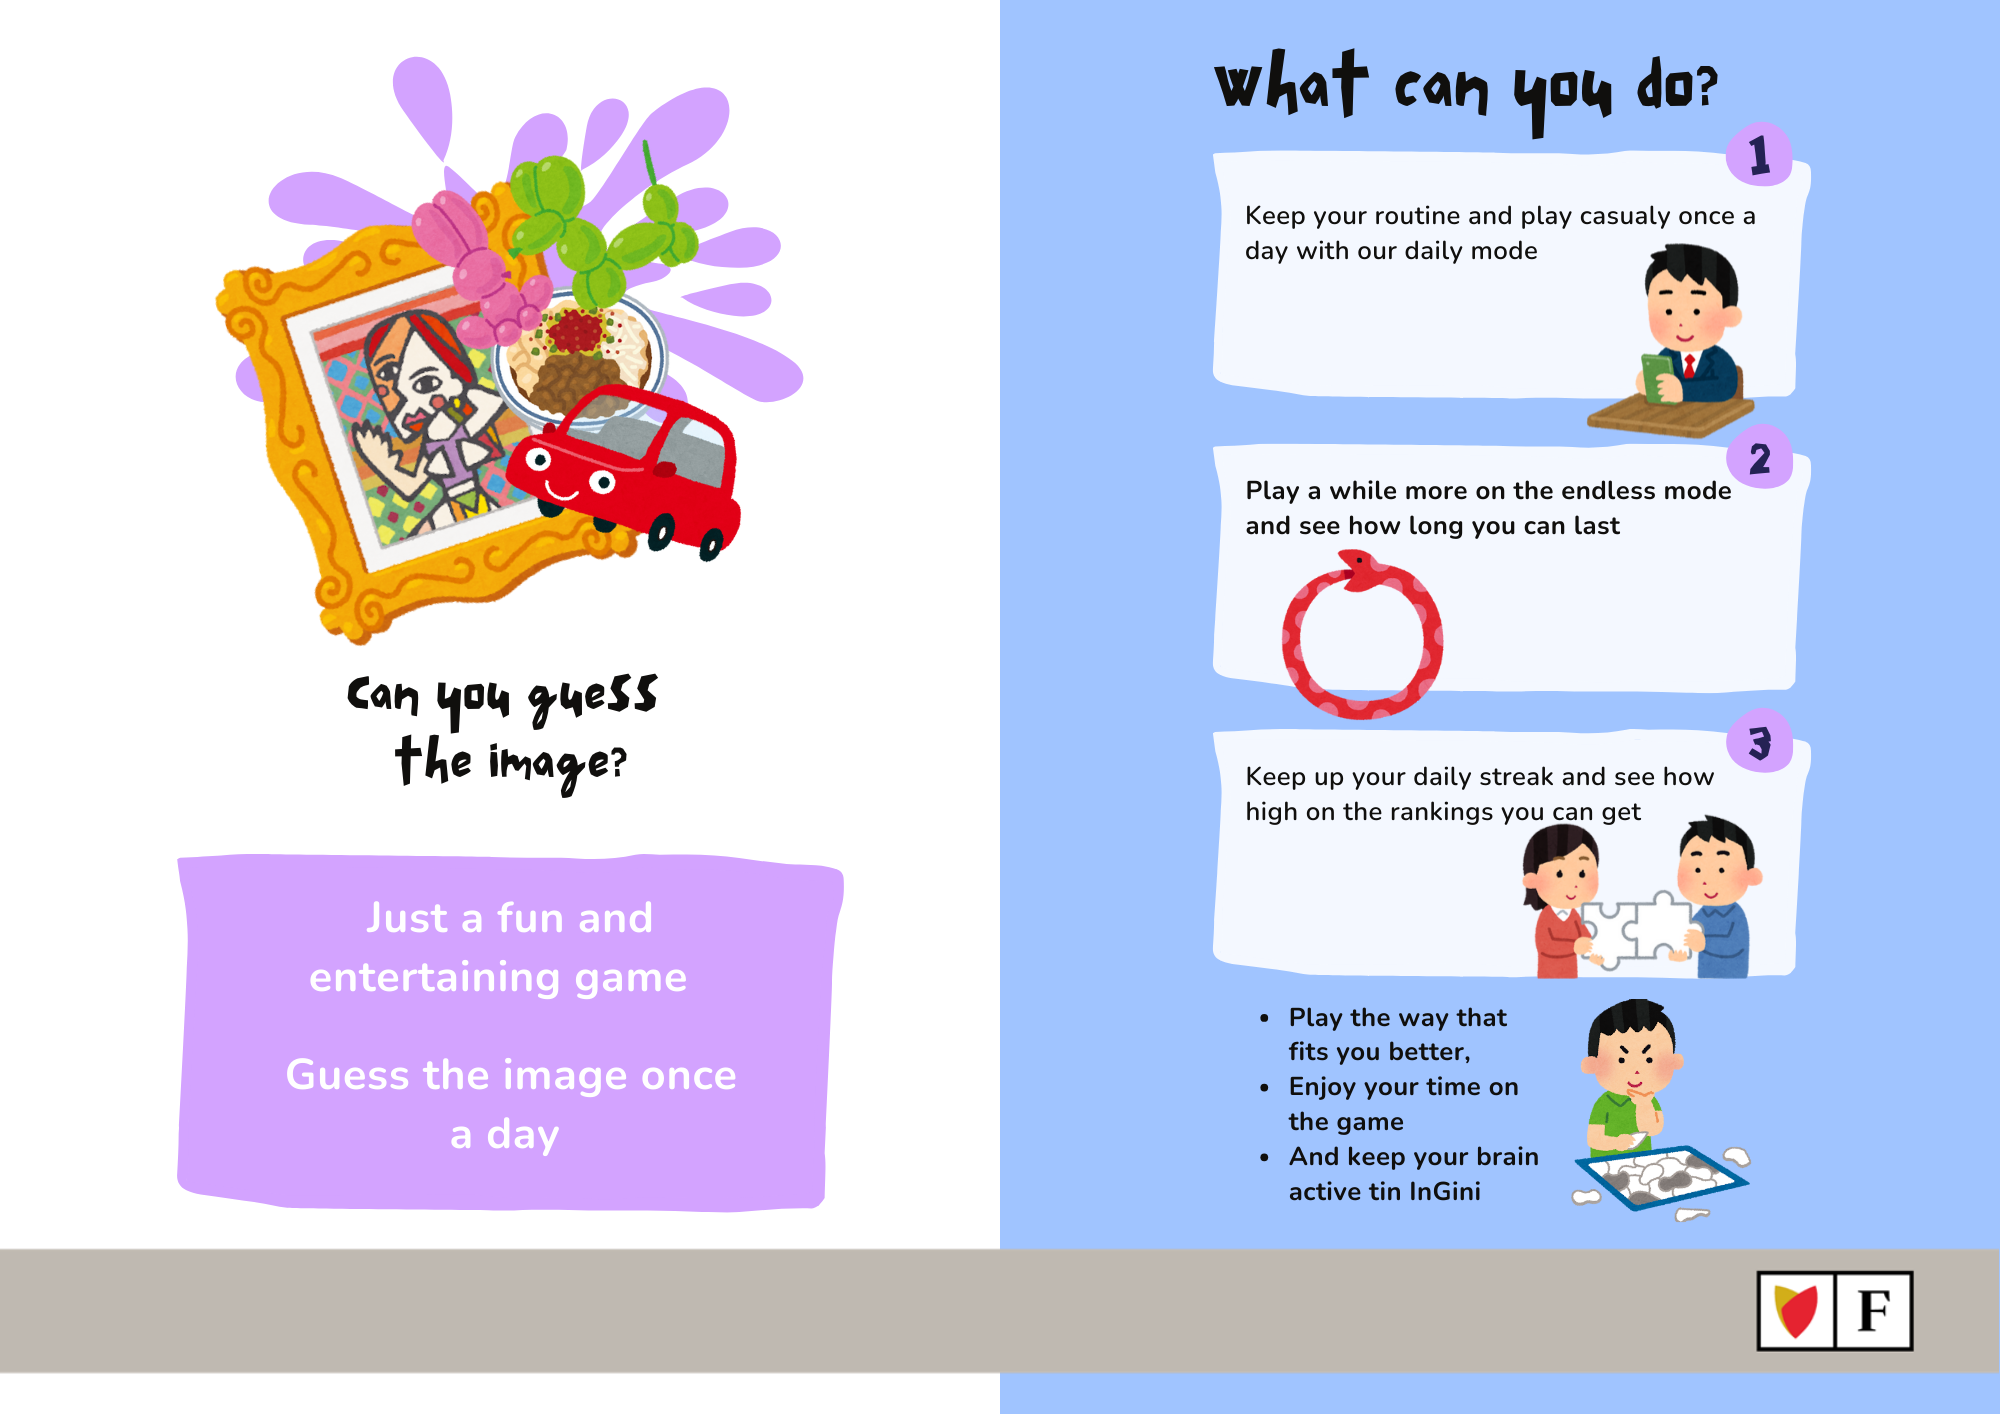 Can you guess
the image?
Just a fun and
entertaining game
Guess the image once
a day
What can you do?
1
Keep your routine and play casualy once a
day with our daily mode
2
Play a while more on the endless mode
and see how long you can last
3
Keep up your daily streak and see how
high on the rankings you can get
• Play the way that
fits you better,
• Enjoy your time on
the game
• And keep your brain
active tin InGini
F